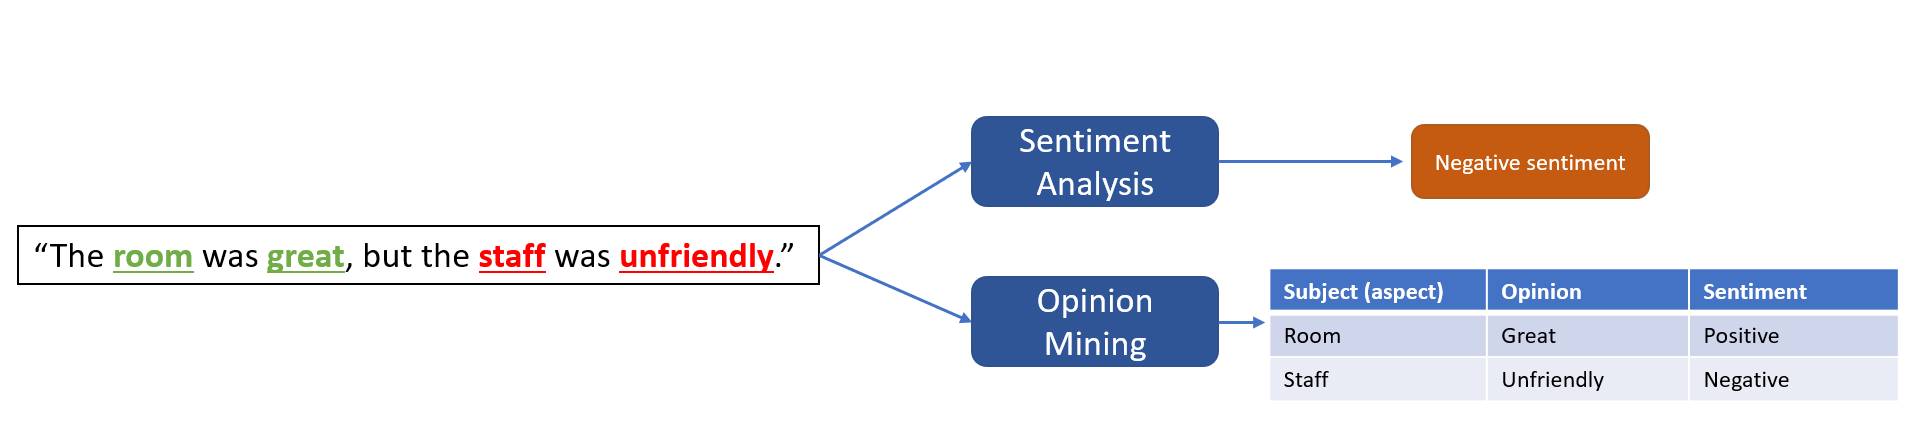 “The room was great, but the staff was unfriendly.”
Sentiment
Analysis
Negative sentiment
Opinion
Mining
Subject (aspect) Opinion Sentiment
Room Great Positive
Staff Unfriendly Negative